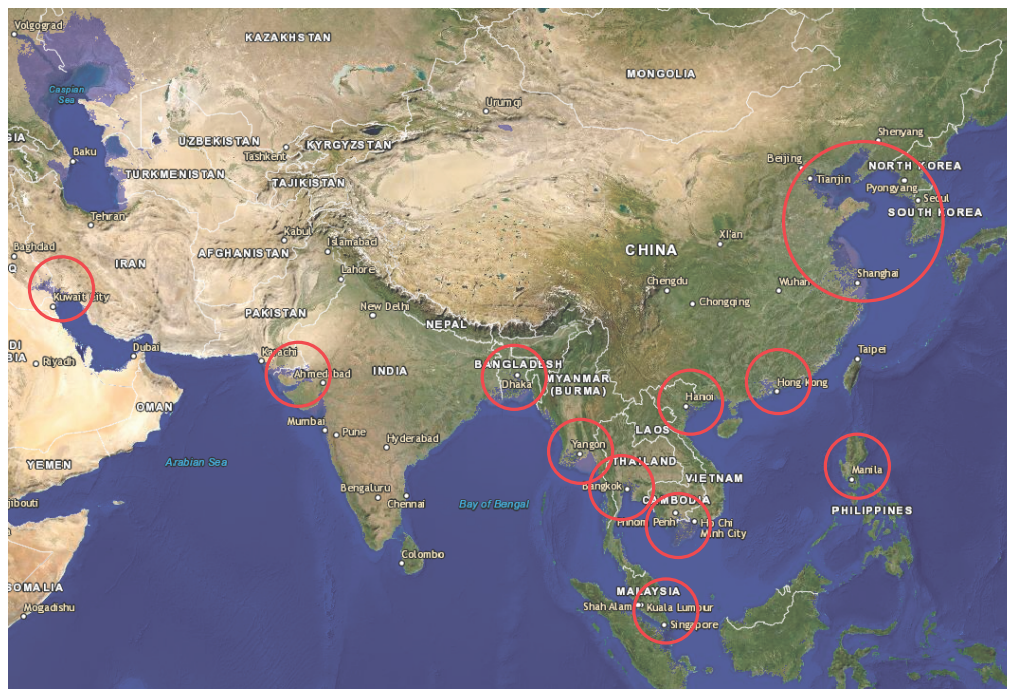 Volgograd
KAZAKHSTAN
MONGOLIA
Caspian
Sea
Urumqi
Shenyang
GIA
UZBEKISTAN
KYRGYZSTAN
Tashkent
Baku
Beijing
NORTH KOREA
TURKMENISTAN
TAJIKISTAN
Tianjin
Pyongyang
Seoul
SOUTH KOREA
Tehran
Kabul
Islamabad
Xi'an
Baghdad
Q
IRAN
AFGHANISTAN
CHINA
Lahore
Chengdu
Wuhan
Shanghai
Kuwait City
Chongqing
New Delhi
PAKISTAN
NEPAL
DI
BIA
Riyadh
Dubai
Karachi
Taipei
BANGLADESH
Ahmedabad
INDIA
Dhaka
MYANMAR
(BURMA)
Hong Kong
Hanoi
OMAN
Mumbai
Pune
Hyderabad
LAOS
Yangon
YEMEN
Arabian Sea
THAILAND
Manila
VIETNAM
Bengaluru
Bangkok
jibouti
Chennai
Bay of Bengal
CAMBODIA
PHILIPPINES
Phnom Penh
Ho Chi
Minh City
Colombo
SOMALIA
MALAYSIA
Mogadishu
Shah Alam
Kuala Lumpur
Singapore